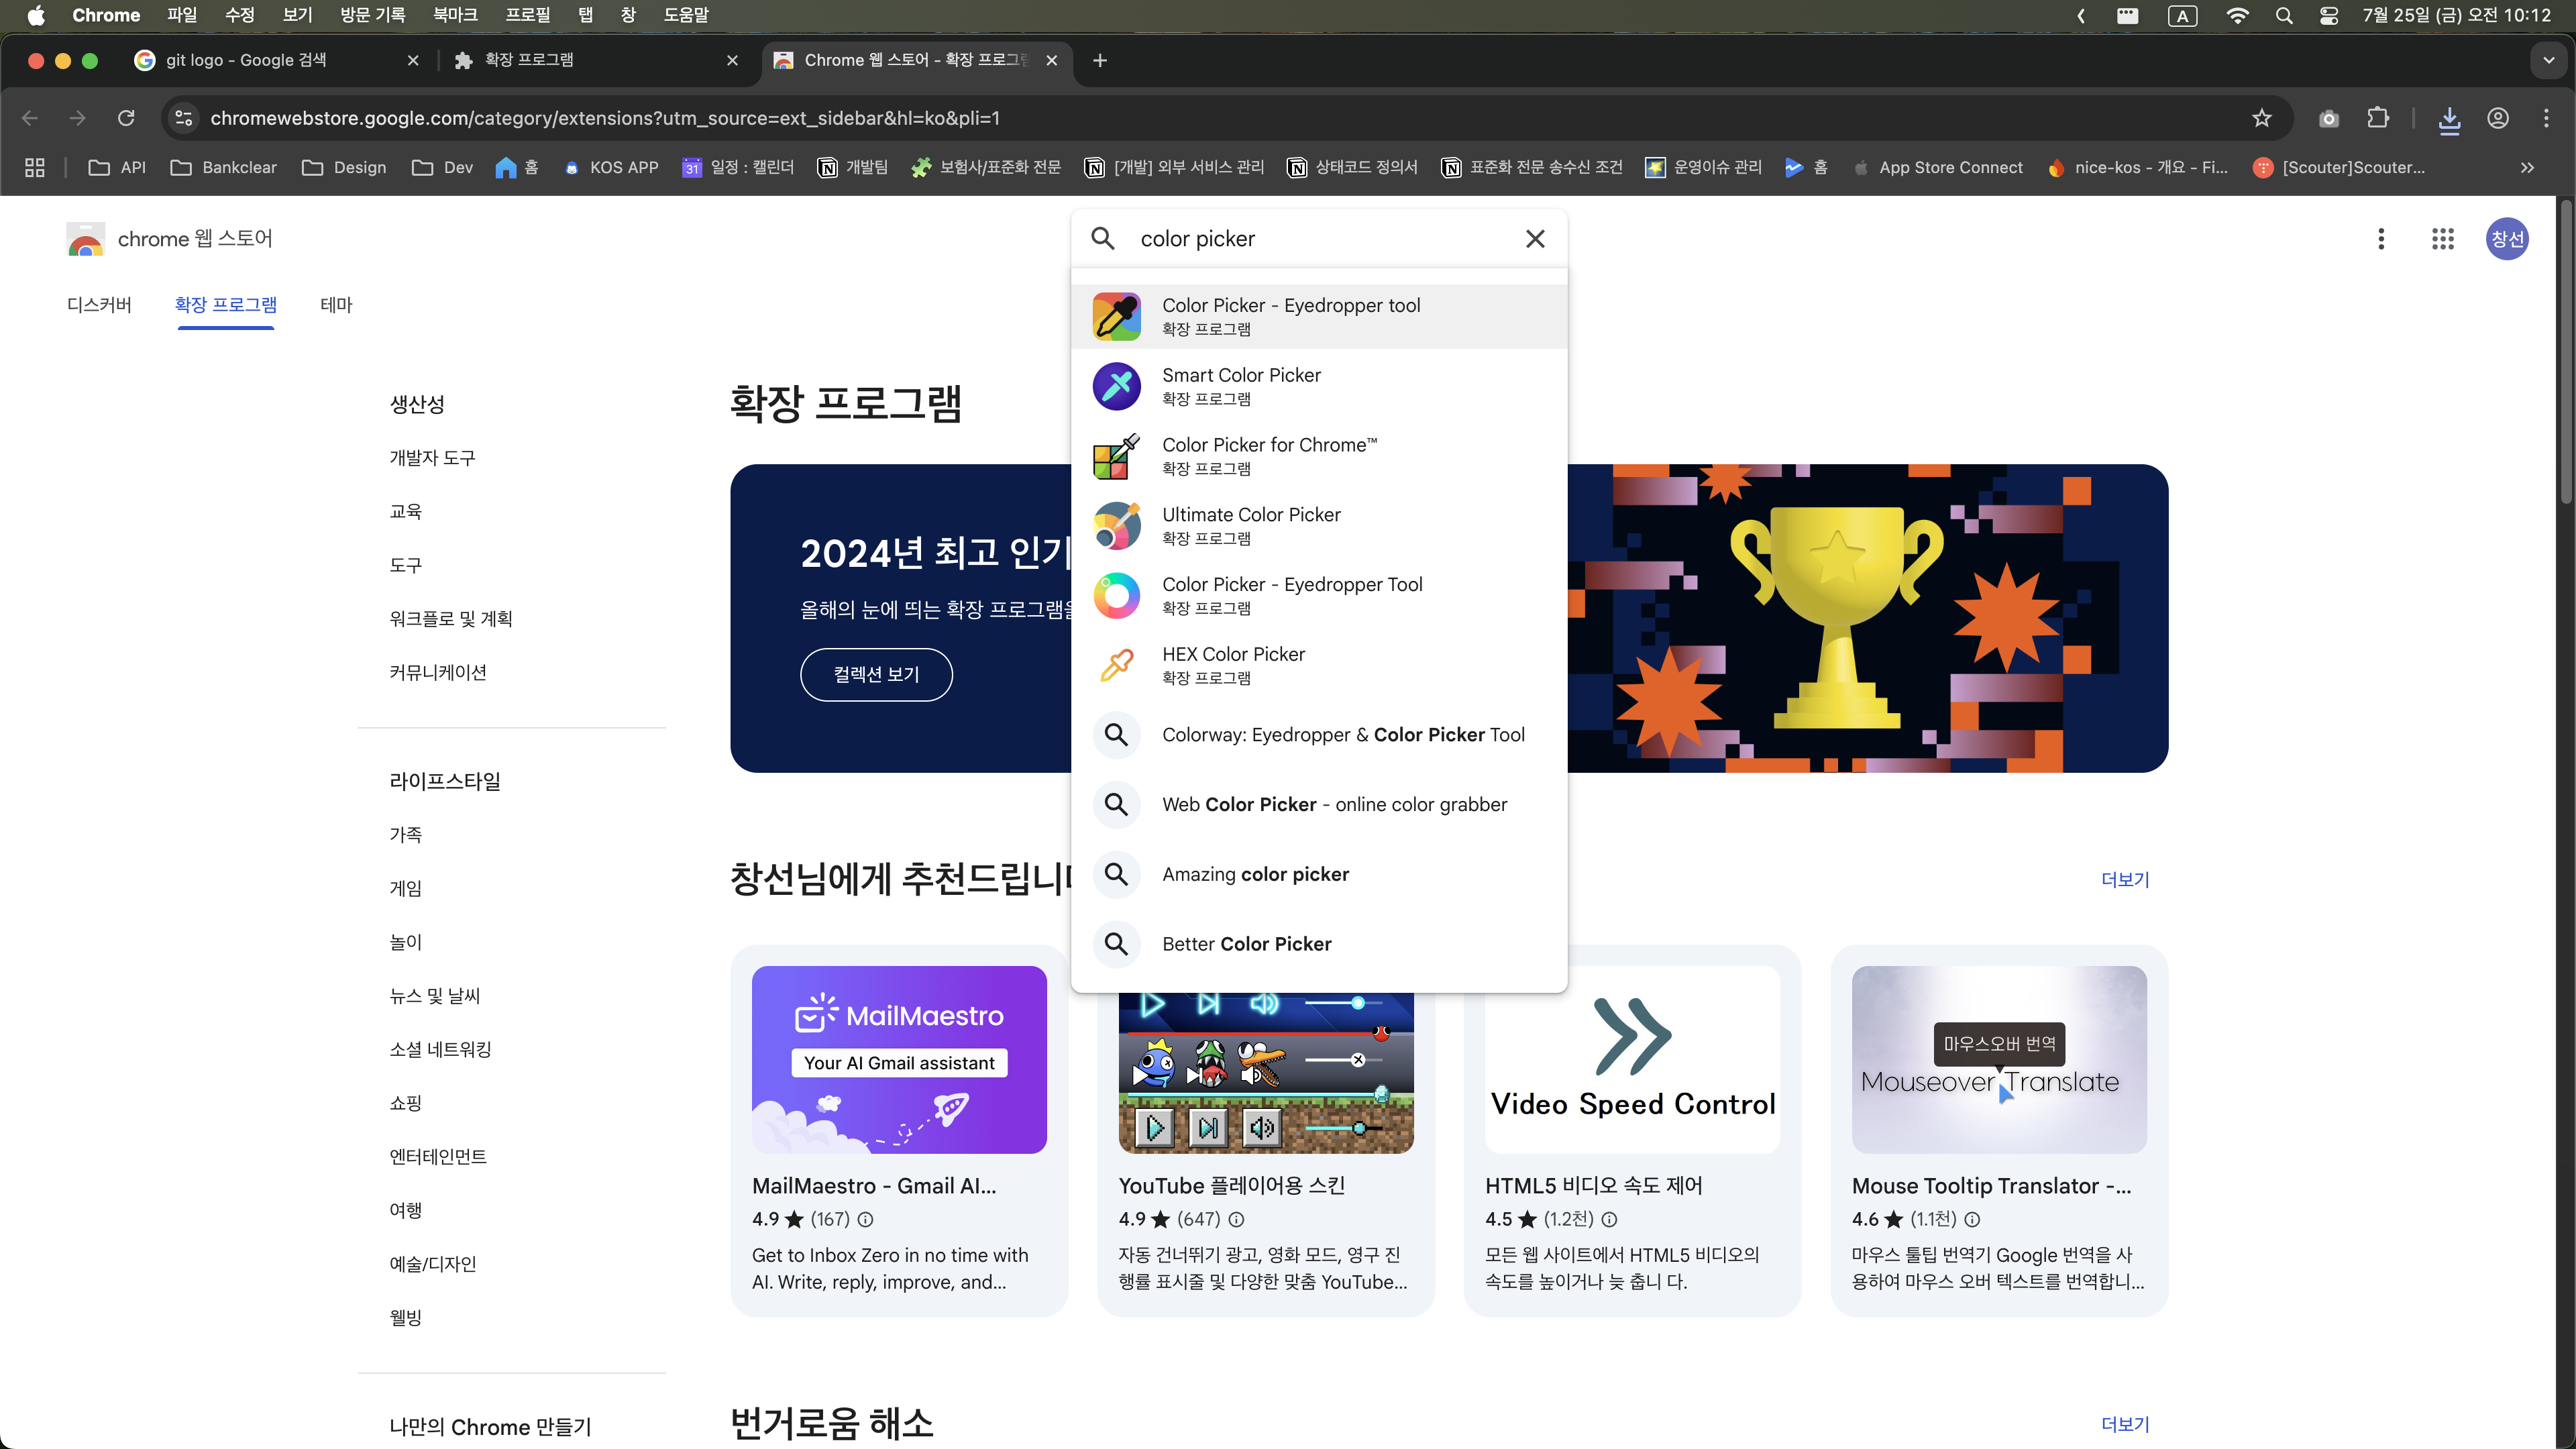 Chrome 파일 수정 보기 방문 기록 북마크 프로필 탭 창 도움말
A 7월 25일 (금) 오전 10:12
git logo - Google 검색
확장 프로그램
Chrome 웹 스토어 - 확장 프로그램
chromewebstore.google.com/category/extensions?utm_source=ext_sidebar&hl=ko&pli=1
API Bankclear Design Dev 홈 KOS APP 31 일정 : 캘린더 개발팀 보험사/표준화 전문 [개발] 외부 서비스 관리 상태코드 정의서 표준화 전문 송수신 조건 운영이슈 관리 홈 App Store Connect nice-kos - 개요 - Fi... [Scouter]Scouter...
chrome 웹 스토어
color picker
창선
디스커버 확장 프로그램 테마
Color Picker - Eyedropper tool
확장 프로그램
Smart Color Picker
확장 프로그램
Color Picker for Chrome™
확장 프로그램
Ultimate Color Picker
확장 프로그램
Color Picker - Eyedropper Tool
확장 프로그램
HEX Color Picker
확장 프로그램
Colorway: Eyedropper & Color Picker Tool
Web Color Picker - online color grabber
Amazing color picker
Better Color Picker
생산성
개발자 도구
교육
도구
워크플로 및 계획
커뮤니케이션
라이프스타일
가족
게임
놀이
뉴스 및 날씨
소셜 네트워킹
쇼핑
엔터테인먼트
여행
예술/디자인
웰빙
나만의 Chrome 만들기
확장 프로그램
2024년 최고 인기
올해의 눈에 띄는 확장 프로그램을
컬렉션 보기
창선님에게 추천드립니다
더보기
MailMaestro
Your AI Gmail assistant
MailMaestro - Gmail AI...
4.9 ★ (167)
Get to Inbox Zero in no time with
AI. Write, reply, improve, and...
YouTube 플레이어용 스킨
4.9 ★ (647)
자동 건너뛰기 광고, 영화 모드, 영구 진
행률 표시줄 및 다양한 맞춤 YouTube...
Video Speed Control
HTML5 비디오 속도 제어
4.5 ★ (1.2천)
모든 웹 사이트에서 HTML5 비디오의
속도를 높이거나 늦 춥니 다.
마우스오버 번역
Mouseover Translate
Mouse Tooltip Translator -...
4.6 ★ (1.1천)
마우스 툴팁 번역기 Google 번역을 사
용하여 마우스 오버 텍스트를 번역합니...
번거로움 해소
더보기